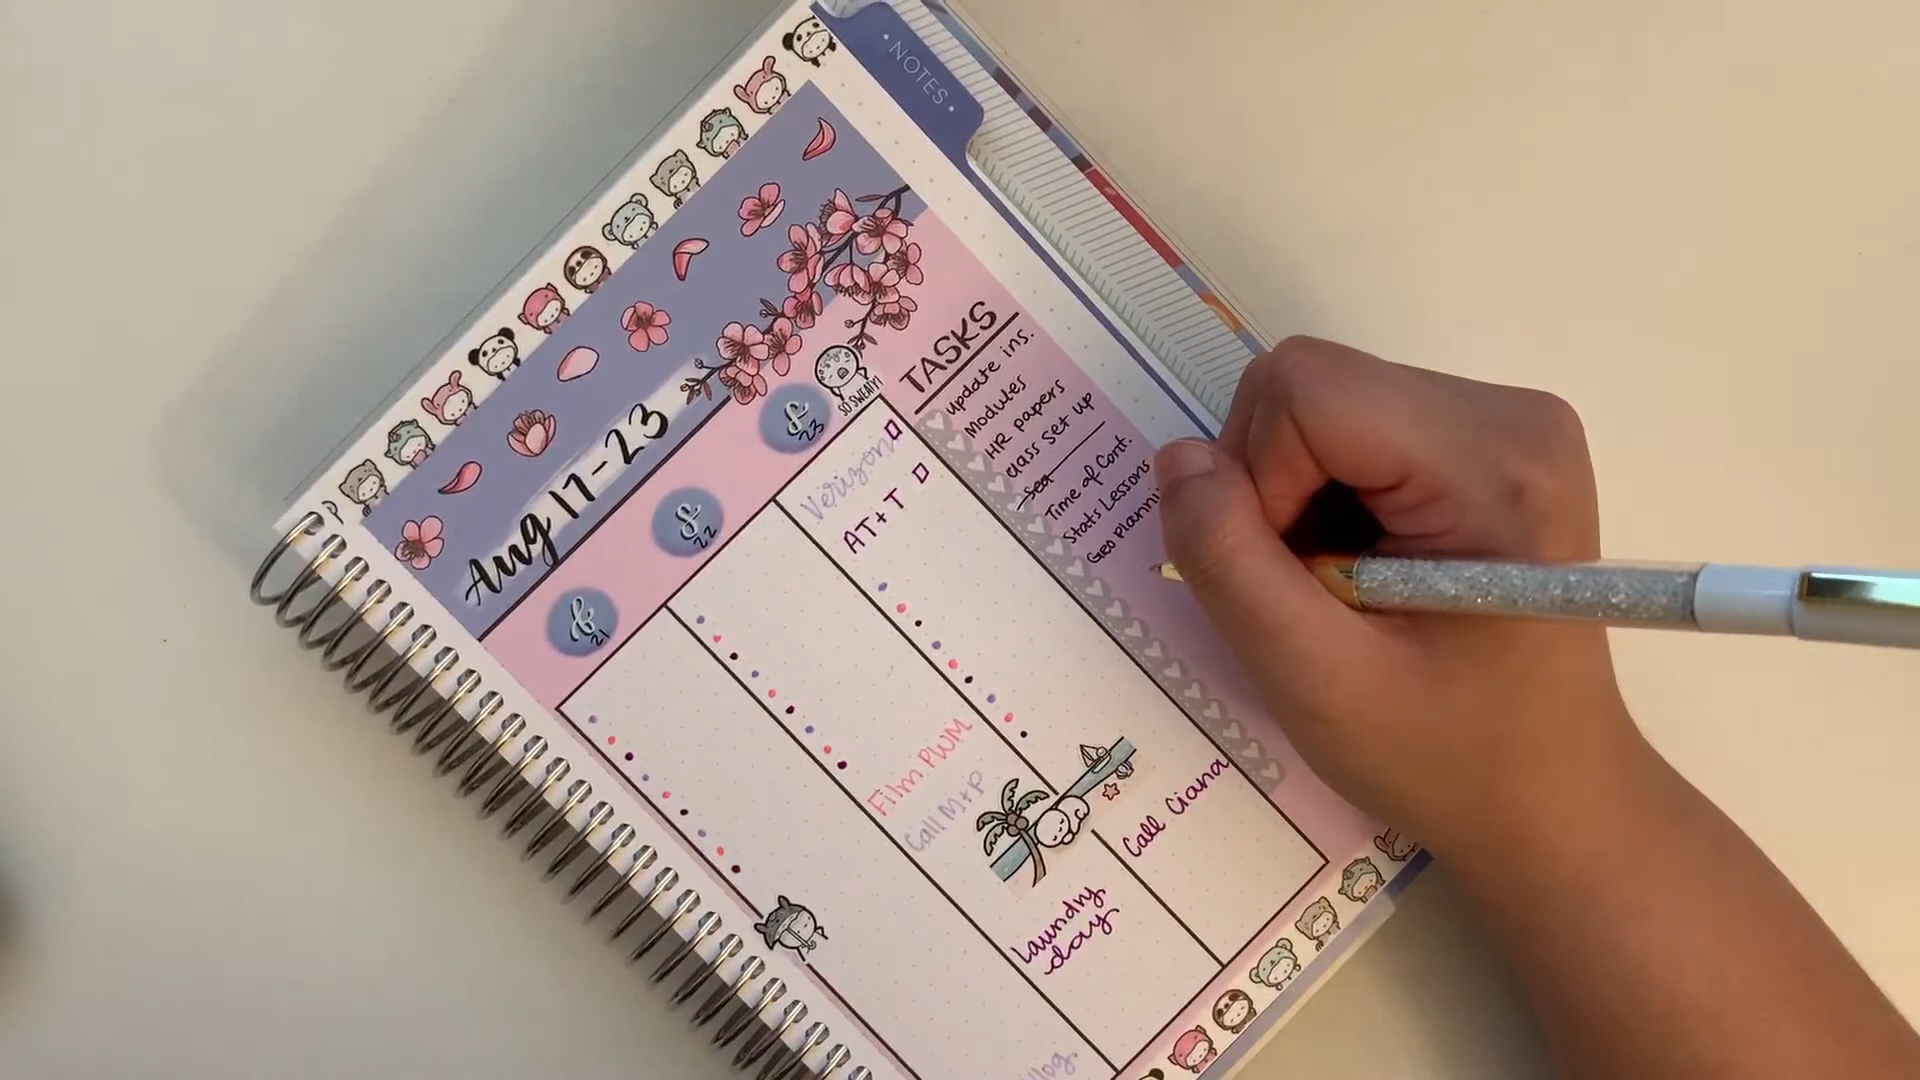 NOTES
Aug 17-23
f
21
s
22
s
23
SO SWEATY!
TASKS
update ins.
Modules
HR papers
class set up
Sea
Time of Cont.
Stats Lessons
Geo planni
Verizon
AT+T
Film PWM
Call M+P
Laundry
day
Call Ciana